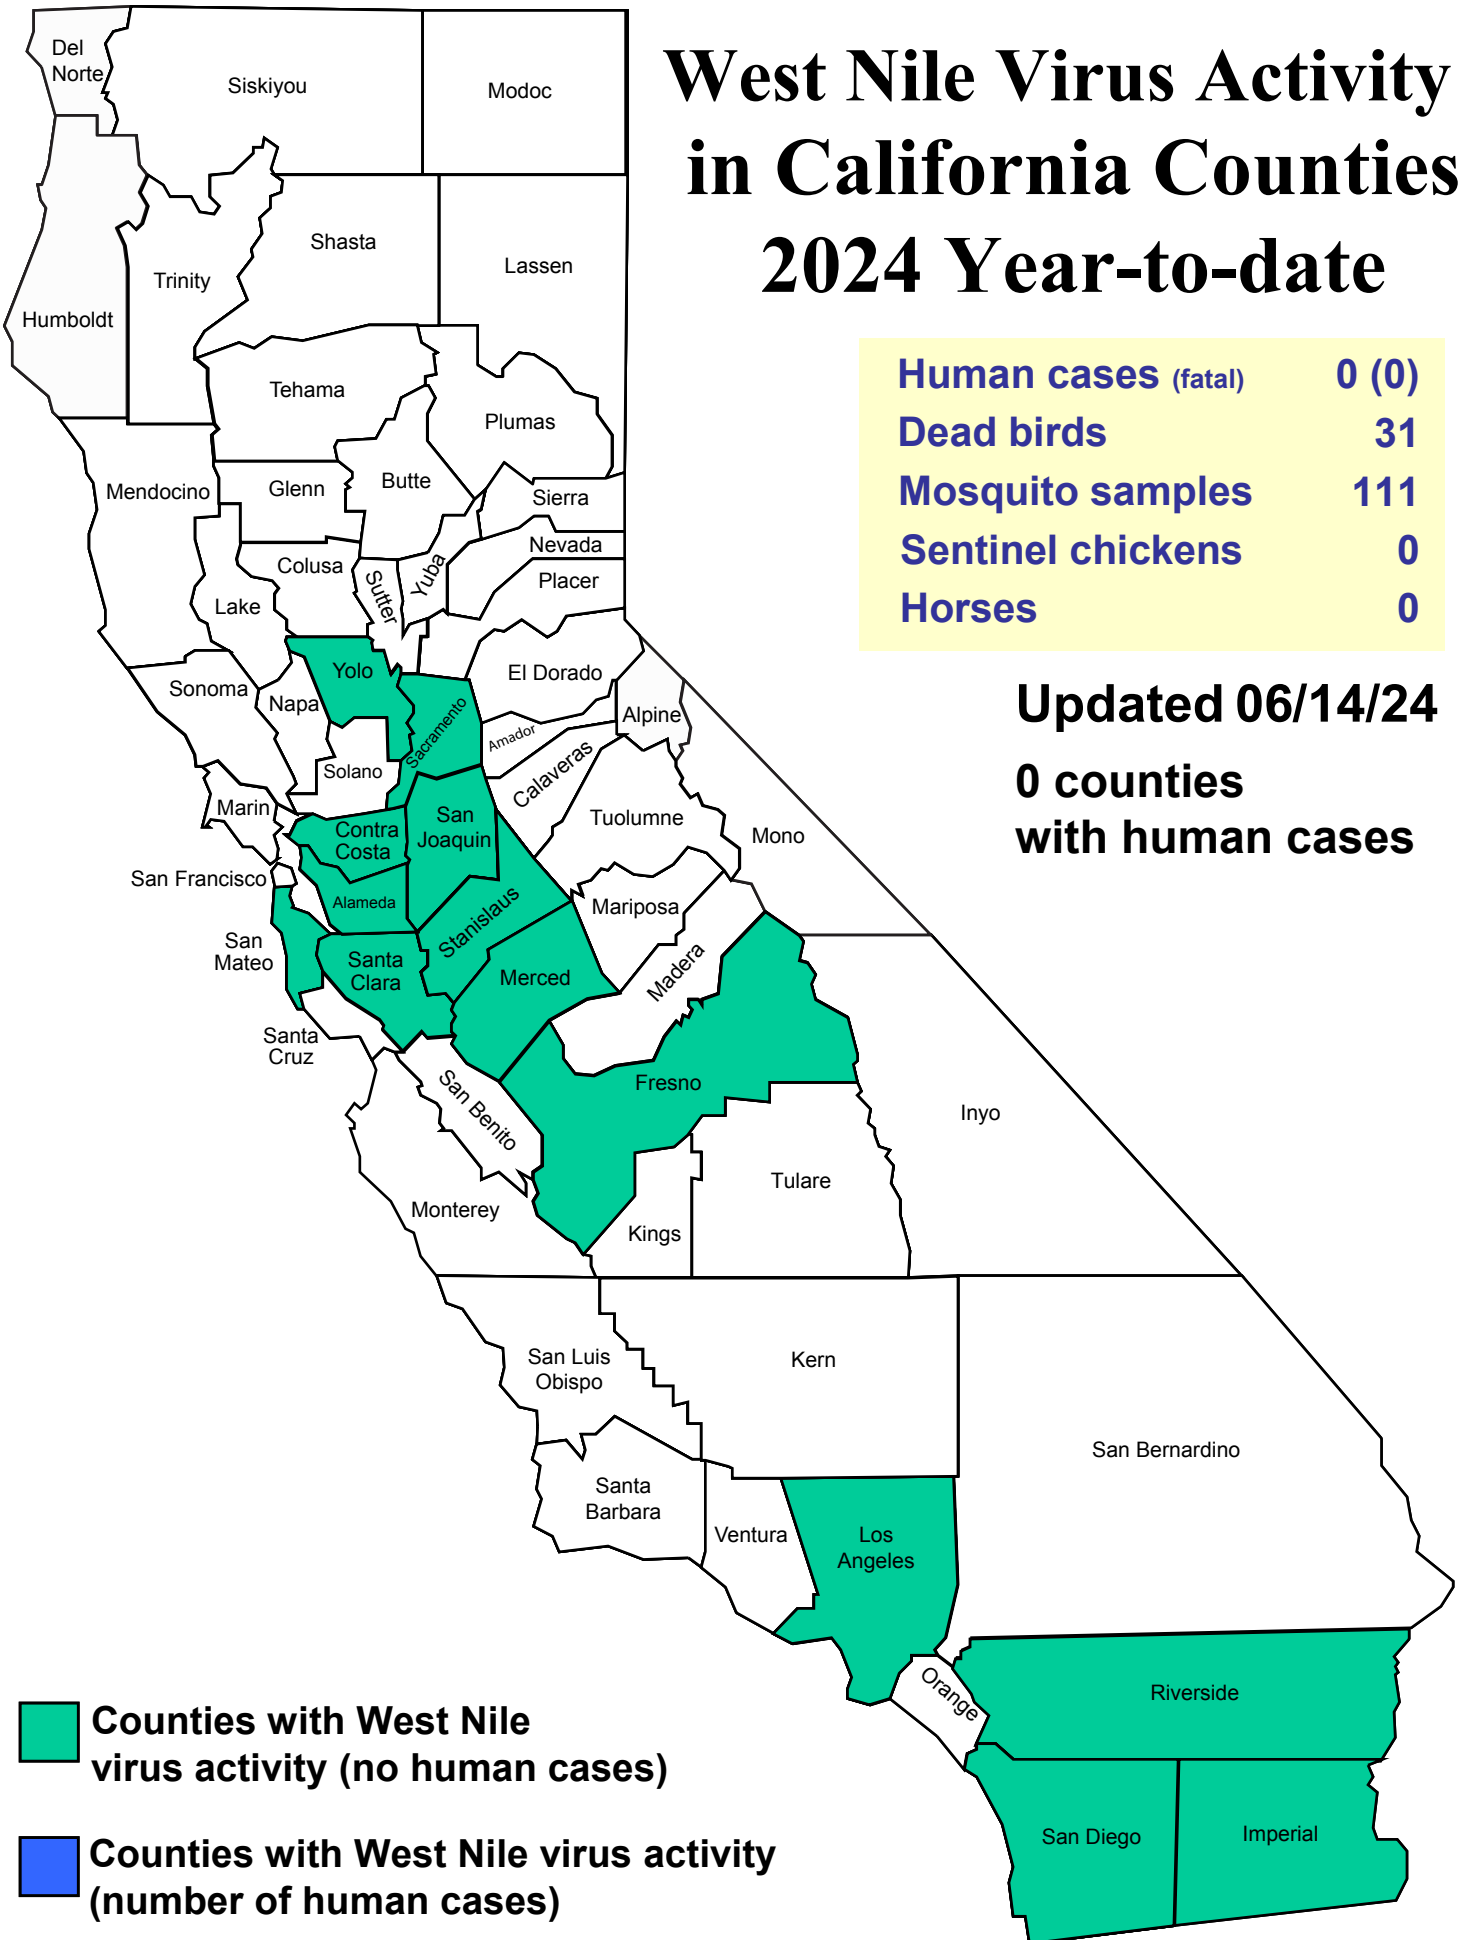 West Nile Virus Activity
in California Counties
2024 Year-to-date
Human cases (fatal) 0 (0)
Dead birds 31
Mosquito samples 111
Sentinel chickens 0
Horses 0
Updated 06/14/24
0 counties
with human cases
Del
Norte
Siskiyou
Modoc
Shasta
Lassen
Trinity
Humboldt
Tehama
Plumas
Mendocino
Glenn
Butte
Sierra
Nevada
Colusa
Sutter
Yuba
Placer
Lake
Yolo
El Dorado
Sonoma
Napa
Sacramento
Alpine
Amador
Solano
Calaveras
Marin
Contra
Costa
San
Joaquin
Tuolumne
Mono
San Francisco
Alameda
Stanislaus
Mariposa
San
Mateo
Santa
Clara
Merced
Madera
Santa
Cruz
San Benito
Fresno
Inyo
Monterey
Kings
Tulare
San Luis
Obispo
Kern
San Bernardino
Santa
Barbara
Ventura
Los
Angeles
Orange
Riverside
San Diego
Imperial
Counties with West Nile
virus activity (no human cases)
Counties with West Nile virus activity
(number of human cases)